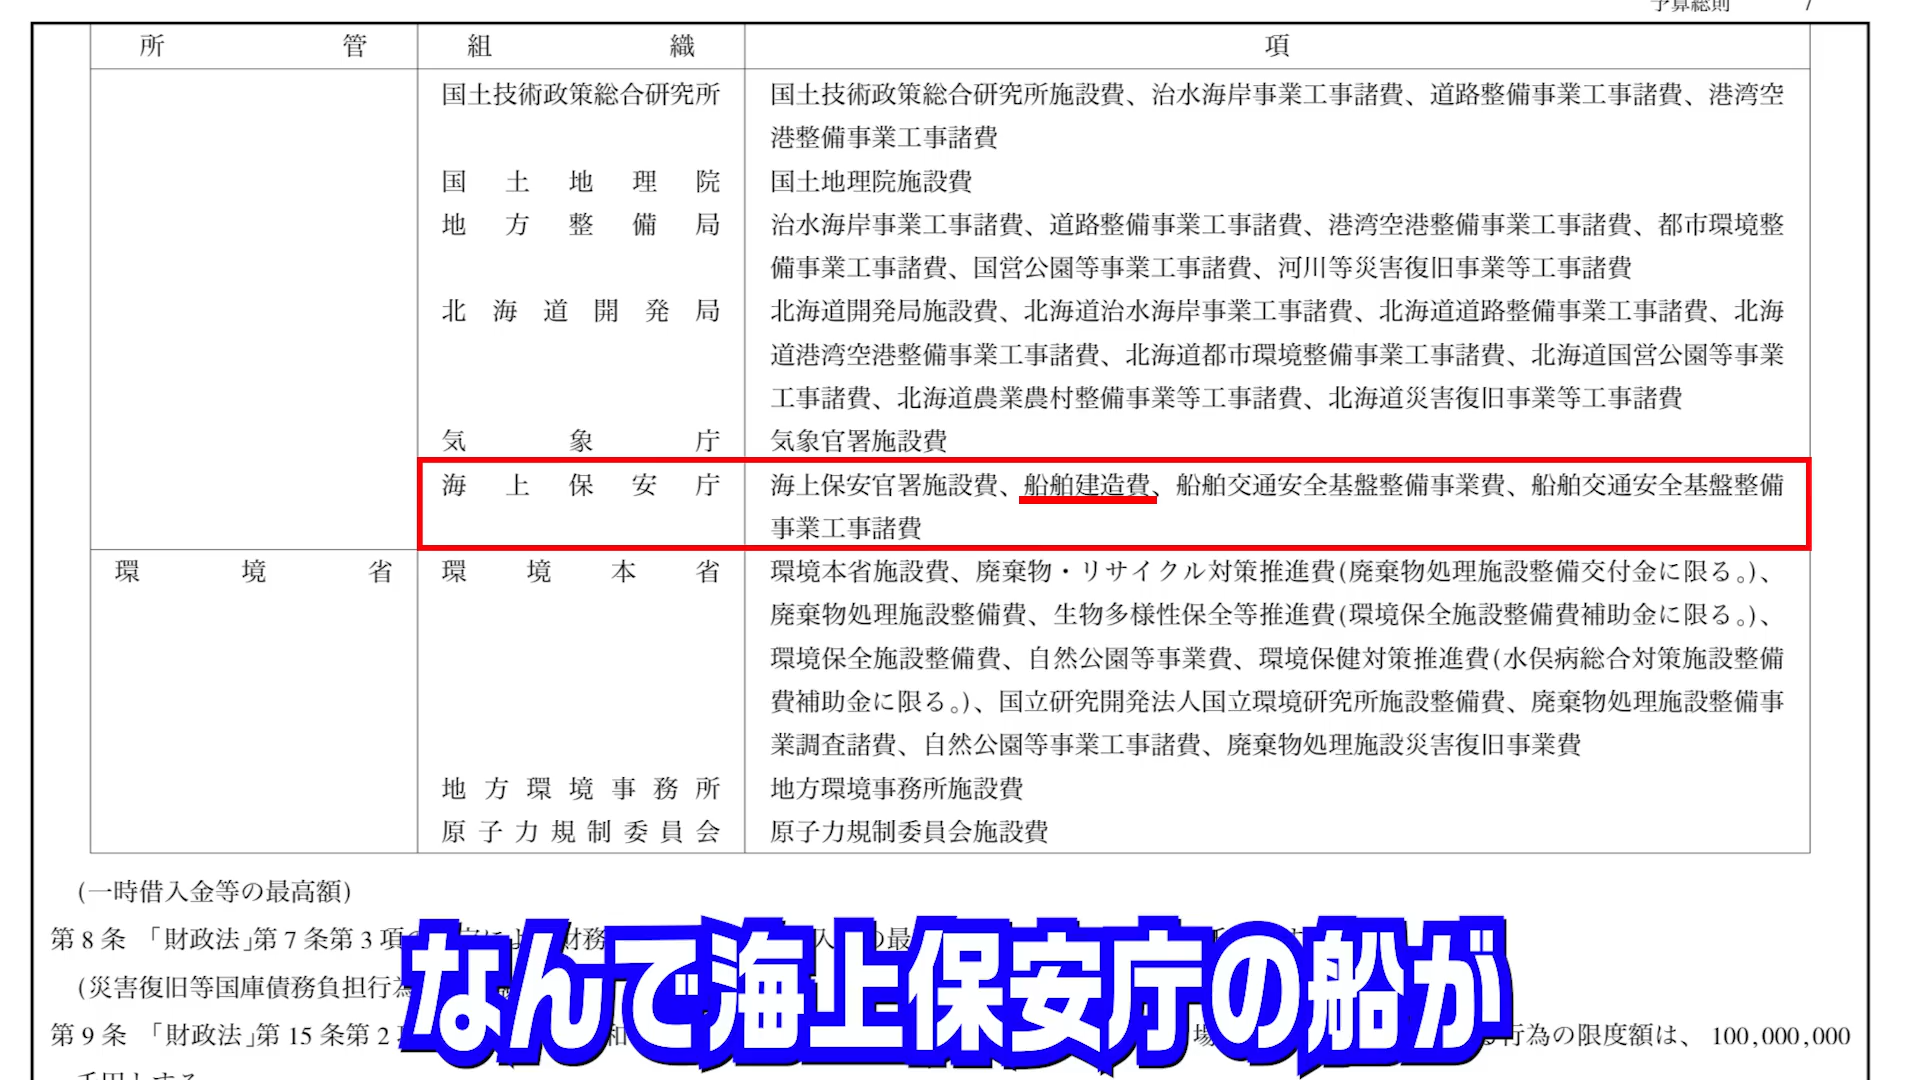 予算総則 7
所管 組織 項
国土技術政策総合研究所 国土技術政策総合研究所施設費、治水海岸事業工事諸費、道路整備事業工事諸費、港湾空
港整備事業工事諸費
国土地理院 国土地理院施設費
地方整備局 治水海岸事業工事諸費、道路整備事業工事諸費、港湾空港整備事業工事諸費、都市環境整
備事業工事諸費、国営公園等事業工事諸費、河川等災害復旧事業等工事諸費
北海道開発局 北海道開発局施設費、北海道治水海岸事業工事諸費、北海道道路整備事業工事諸費、北海
道港湾空港整備事業工事諸費、北海道都市環境整備事業工事諸費、北海道国営公園等事業
工事諸費、北海道農業農村整備事業等工事諸費、北海道災害復旧事業等工事諸費
気象庁 気象官署施設費
海上保安庁 海上保安官署施設費、船舶建造費、船舶交通安全基盤整備事業費、船舶交通安全基盤整備
事業工事諸費
環境省 環境本省 環境本省施設費、廃棄物・リサイクル対策推進費(廃棄物処理施設整備交付金に限る。)、
廃棄物処理施設整備費、生物多様性保全等推進費(環境保全施設整備費補助金に限る。)、
環境保全施設整備費、自然公園等事業費、環境保健対策推進費(水俣病総合対策施設整備
費補助金に限る。)、国立研究開発法人国立環境研究所施設整備費、廃棄物処理施設整備事
業調査諸費、自然公園等事業工事諸費、廃棄物処理施設災害復旧事業費
地方環境事務所 地方環境事務所施設費
原子力規制委員会 原子力規制委員会施設費
(一時借入金等の最高額)
第8条 「財政法」第7条第3項の
(災害復旧等国庫債務負担行為
第9条 「財政法」第15条第2 行為の限度額は、 100,000,000
千円とする
なんで海上保安庁の船が